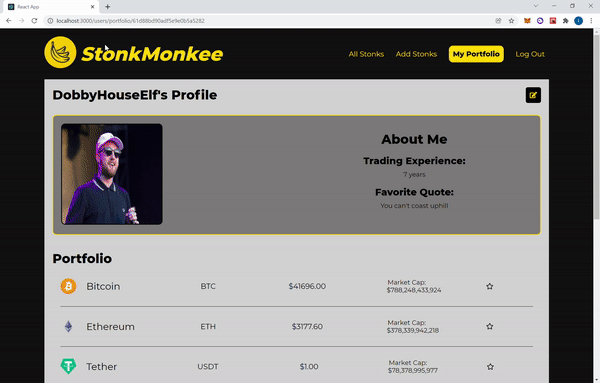 React App
localhost:3000/users/portfolio/61d88bd90adf5e9e0b5a5282
StonkMonkee
All Stonks
Add Stonks
My Portfolio
Log Out
DobbyHouseElf's Profile
About Me
Trading Experience:
7 years
Favorite Quote:
You can't coast uphill
Portfolio
Bitcoin
BTC
$41696.00
Market Cap:
$788,248,433,924
Ethereum
ETH
$3177.60
Market Cap:
$378,339,942,218
Tether
USDT
$1.00
Market Cap:
$78,378,995,977